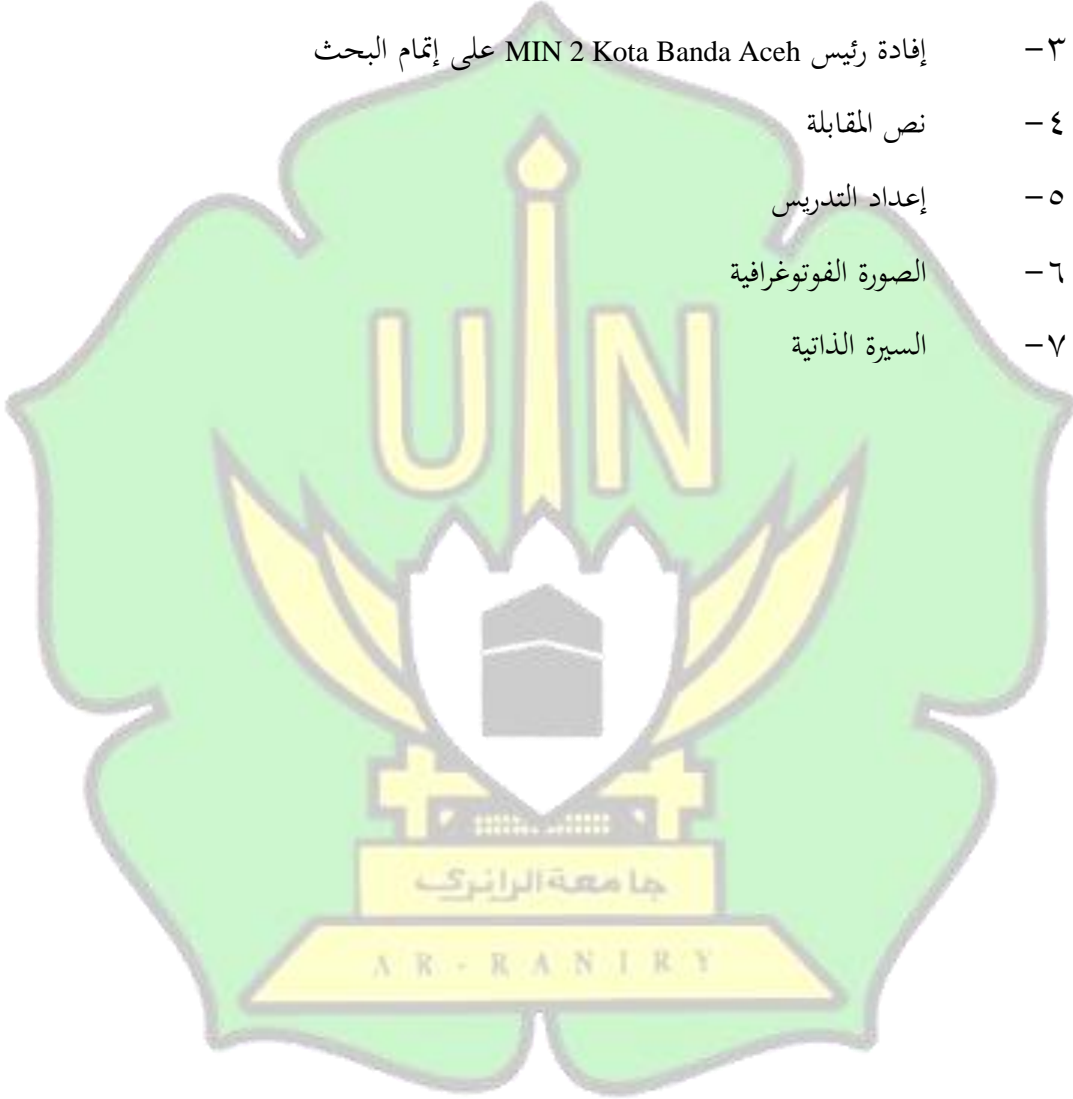 ٣- إفادة رئيس MIN 2 Kota Banda Aceh على إتمام البحث
٤- نص المقابلة
٥- إعداد التدريس
٦- الصورة الفوتوغرافية
٧- السيرة الذاتية
UIN
جامعة الرانري
AR-RANIRY